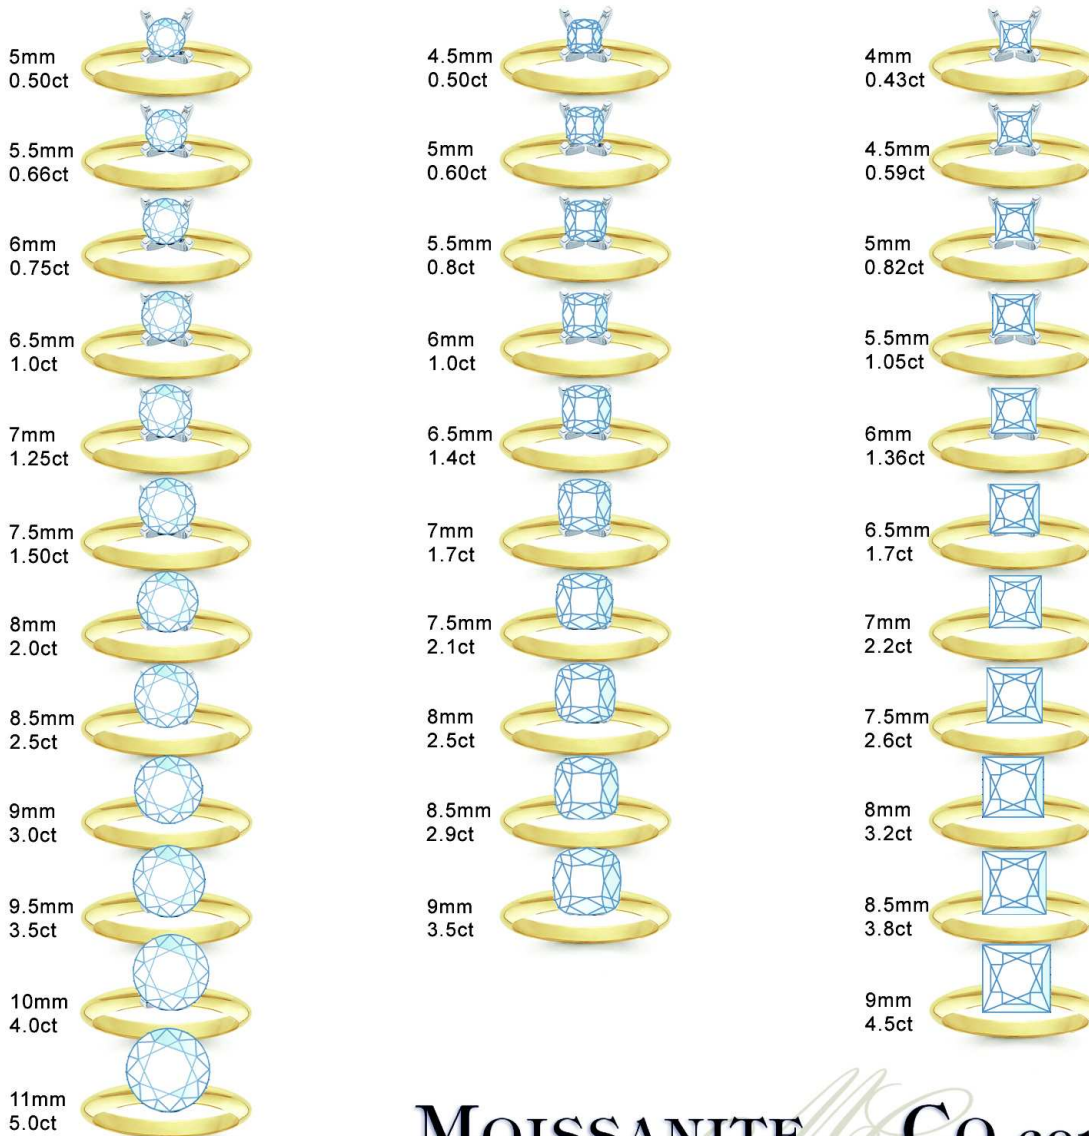 5mm
0.50ct
5.5mm
0.66ct
6mm
0.75ct
6.5mm
1.0ct
7mm
1.25ct
7.5mm
1.50ct
8mm
2.0ct
8.5mm
2.5ct
9mm
3.0ct
9.5mm
3.5ct
10mm
4.0ct
11mm
5.0ct
4.5mm
0.50ct
5mm
0.60ct
5.5mm
0.8ct
6mm
1.0ct
6.5mm
1.4ct
7mm
1.7ct
7.5mm
2.1ct
8mm
2.5ct
8.5mm
2.9ct
9mm
3.5ct
4mm
0.43ct
4.5mm
0.59ct
5mm
0.82ct
5.5mm
1.05ct
6mm
1.36ct
6.5mm
1.7ct
7mm
2.2ct
7.5mm
2.6ct
8mm
3.2ct
8.5mm
3.8ct
9mm
4.5ct
MOISSANITE CO